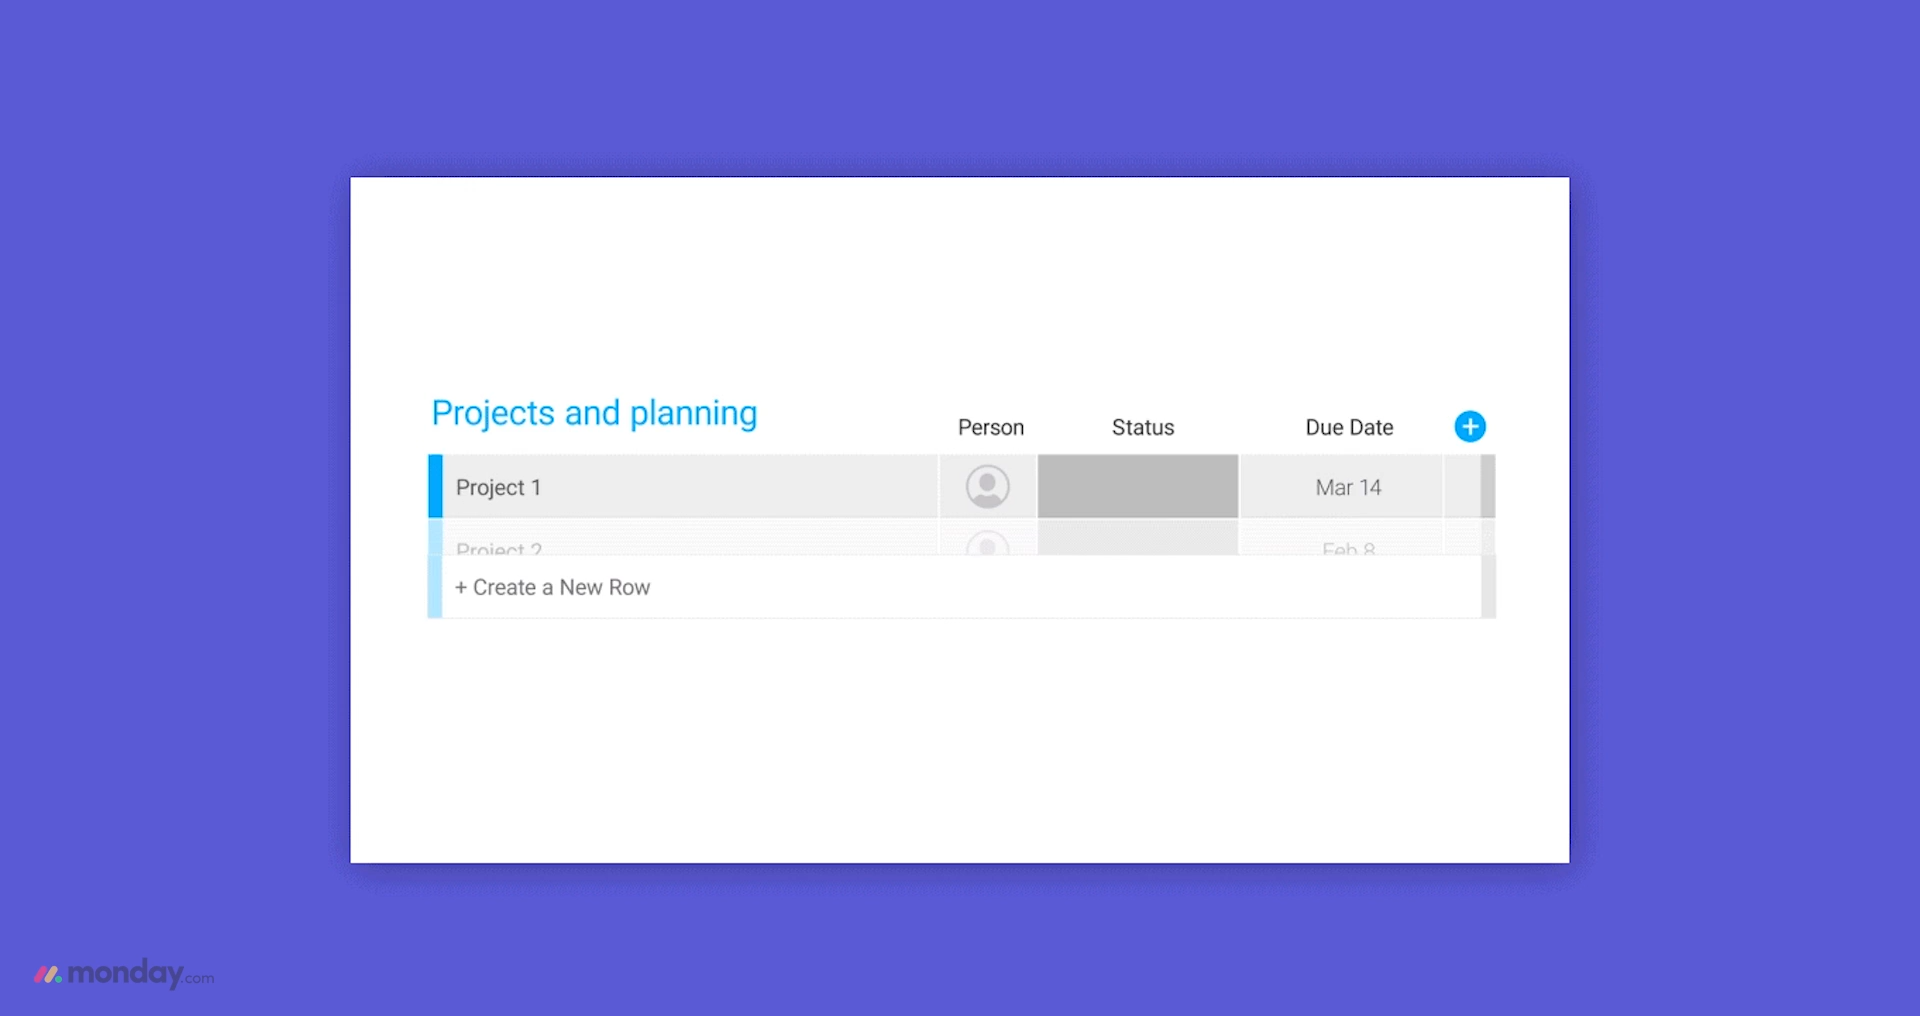 Projects and planning
Person Status Due Date
Project 1 Mar 14
Project 2 Feb 8
+ Create a New Row
monday.com